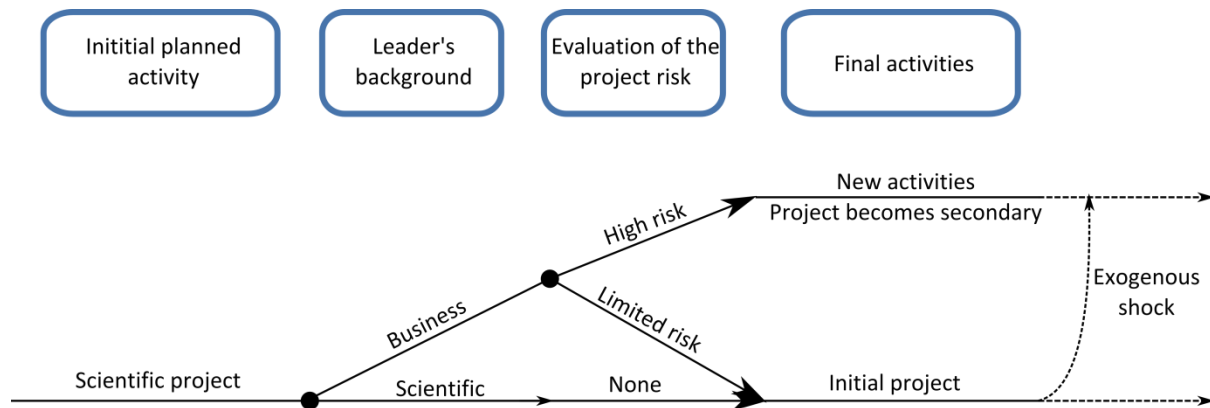 Inititial planned
activity
Leader's
background
Evaluation of the
project risk
Final activities
New activities
Project becomes secondary
High risk
Exogenous
shock
Business
Limited risk
Scientific project
Scientific
None
Initial project